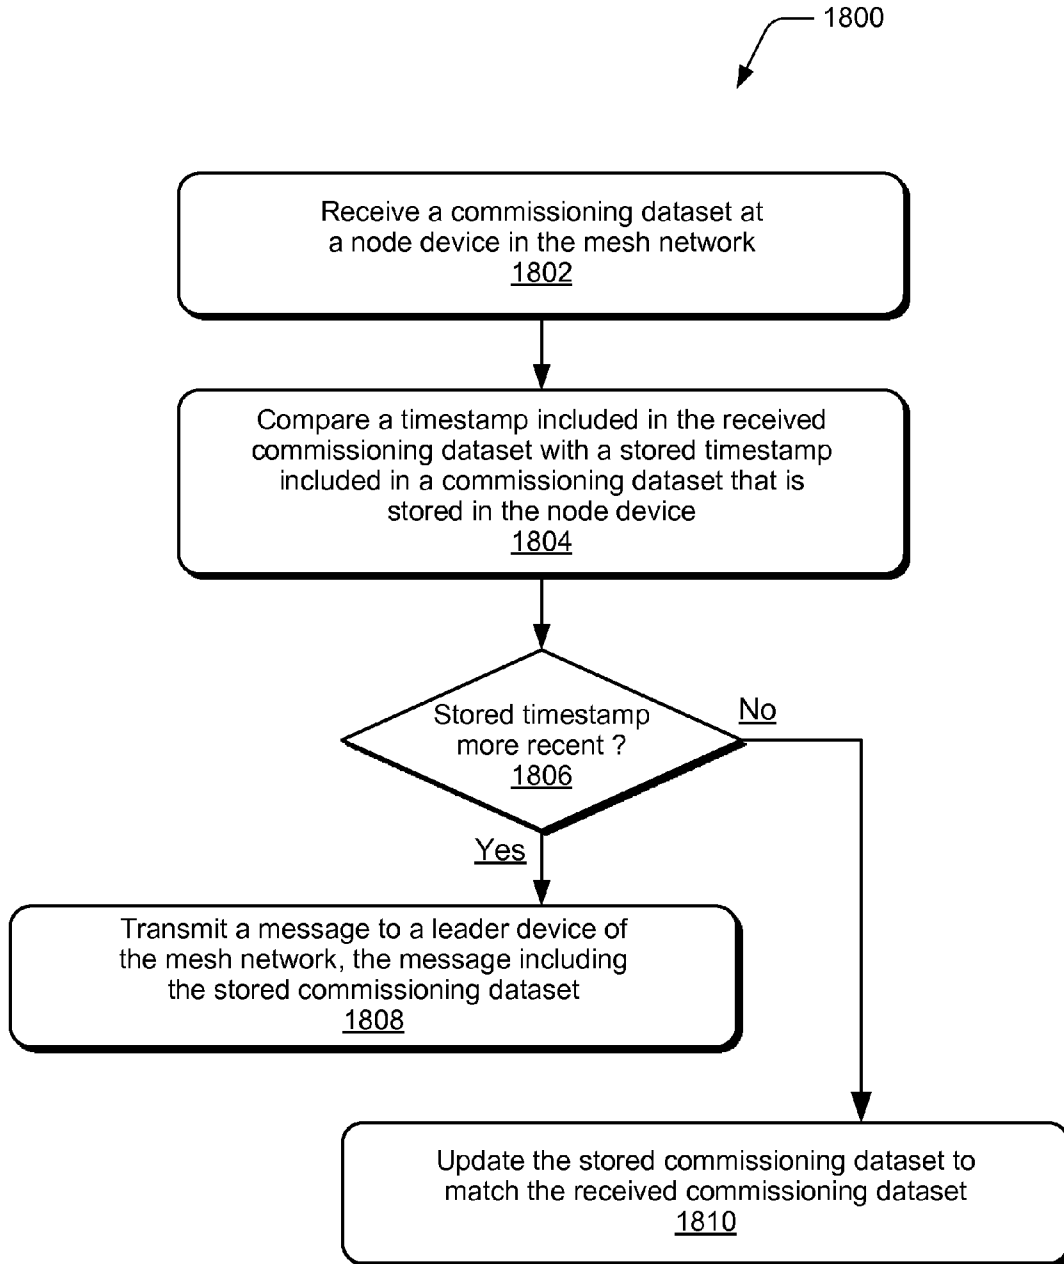 1800
Receive a commissioning dataset at
a node device in the mesh network
1802
Compare a timestamp included in the received
commissioning dataset with a stored timestamp
included in a commissioning dataset that is
stored in the node device
1804
Stored timestamp
more recent ?
1806
No
Yes
Transmit a message to a leader device of
the mesh network, the message including
the stored commissioning dataset
1808
Update the stored commissioning dataset to
match the received commissioning dataset
1810